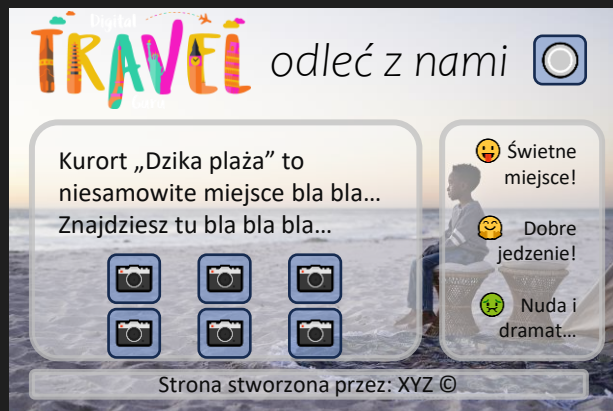 Digital
TRAVEL
odleć z nami
Kurort „Dzika plaża” to
niesamowite miejsce bla bla...
Znajdziesz tu bla bla bla...
Świetne
miejsce!
Dobre
jedzenie!
Nuda i
dramat...
Strona stworzona przez: XYZ ©